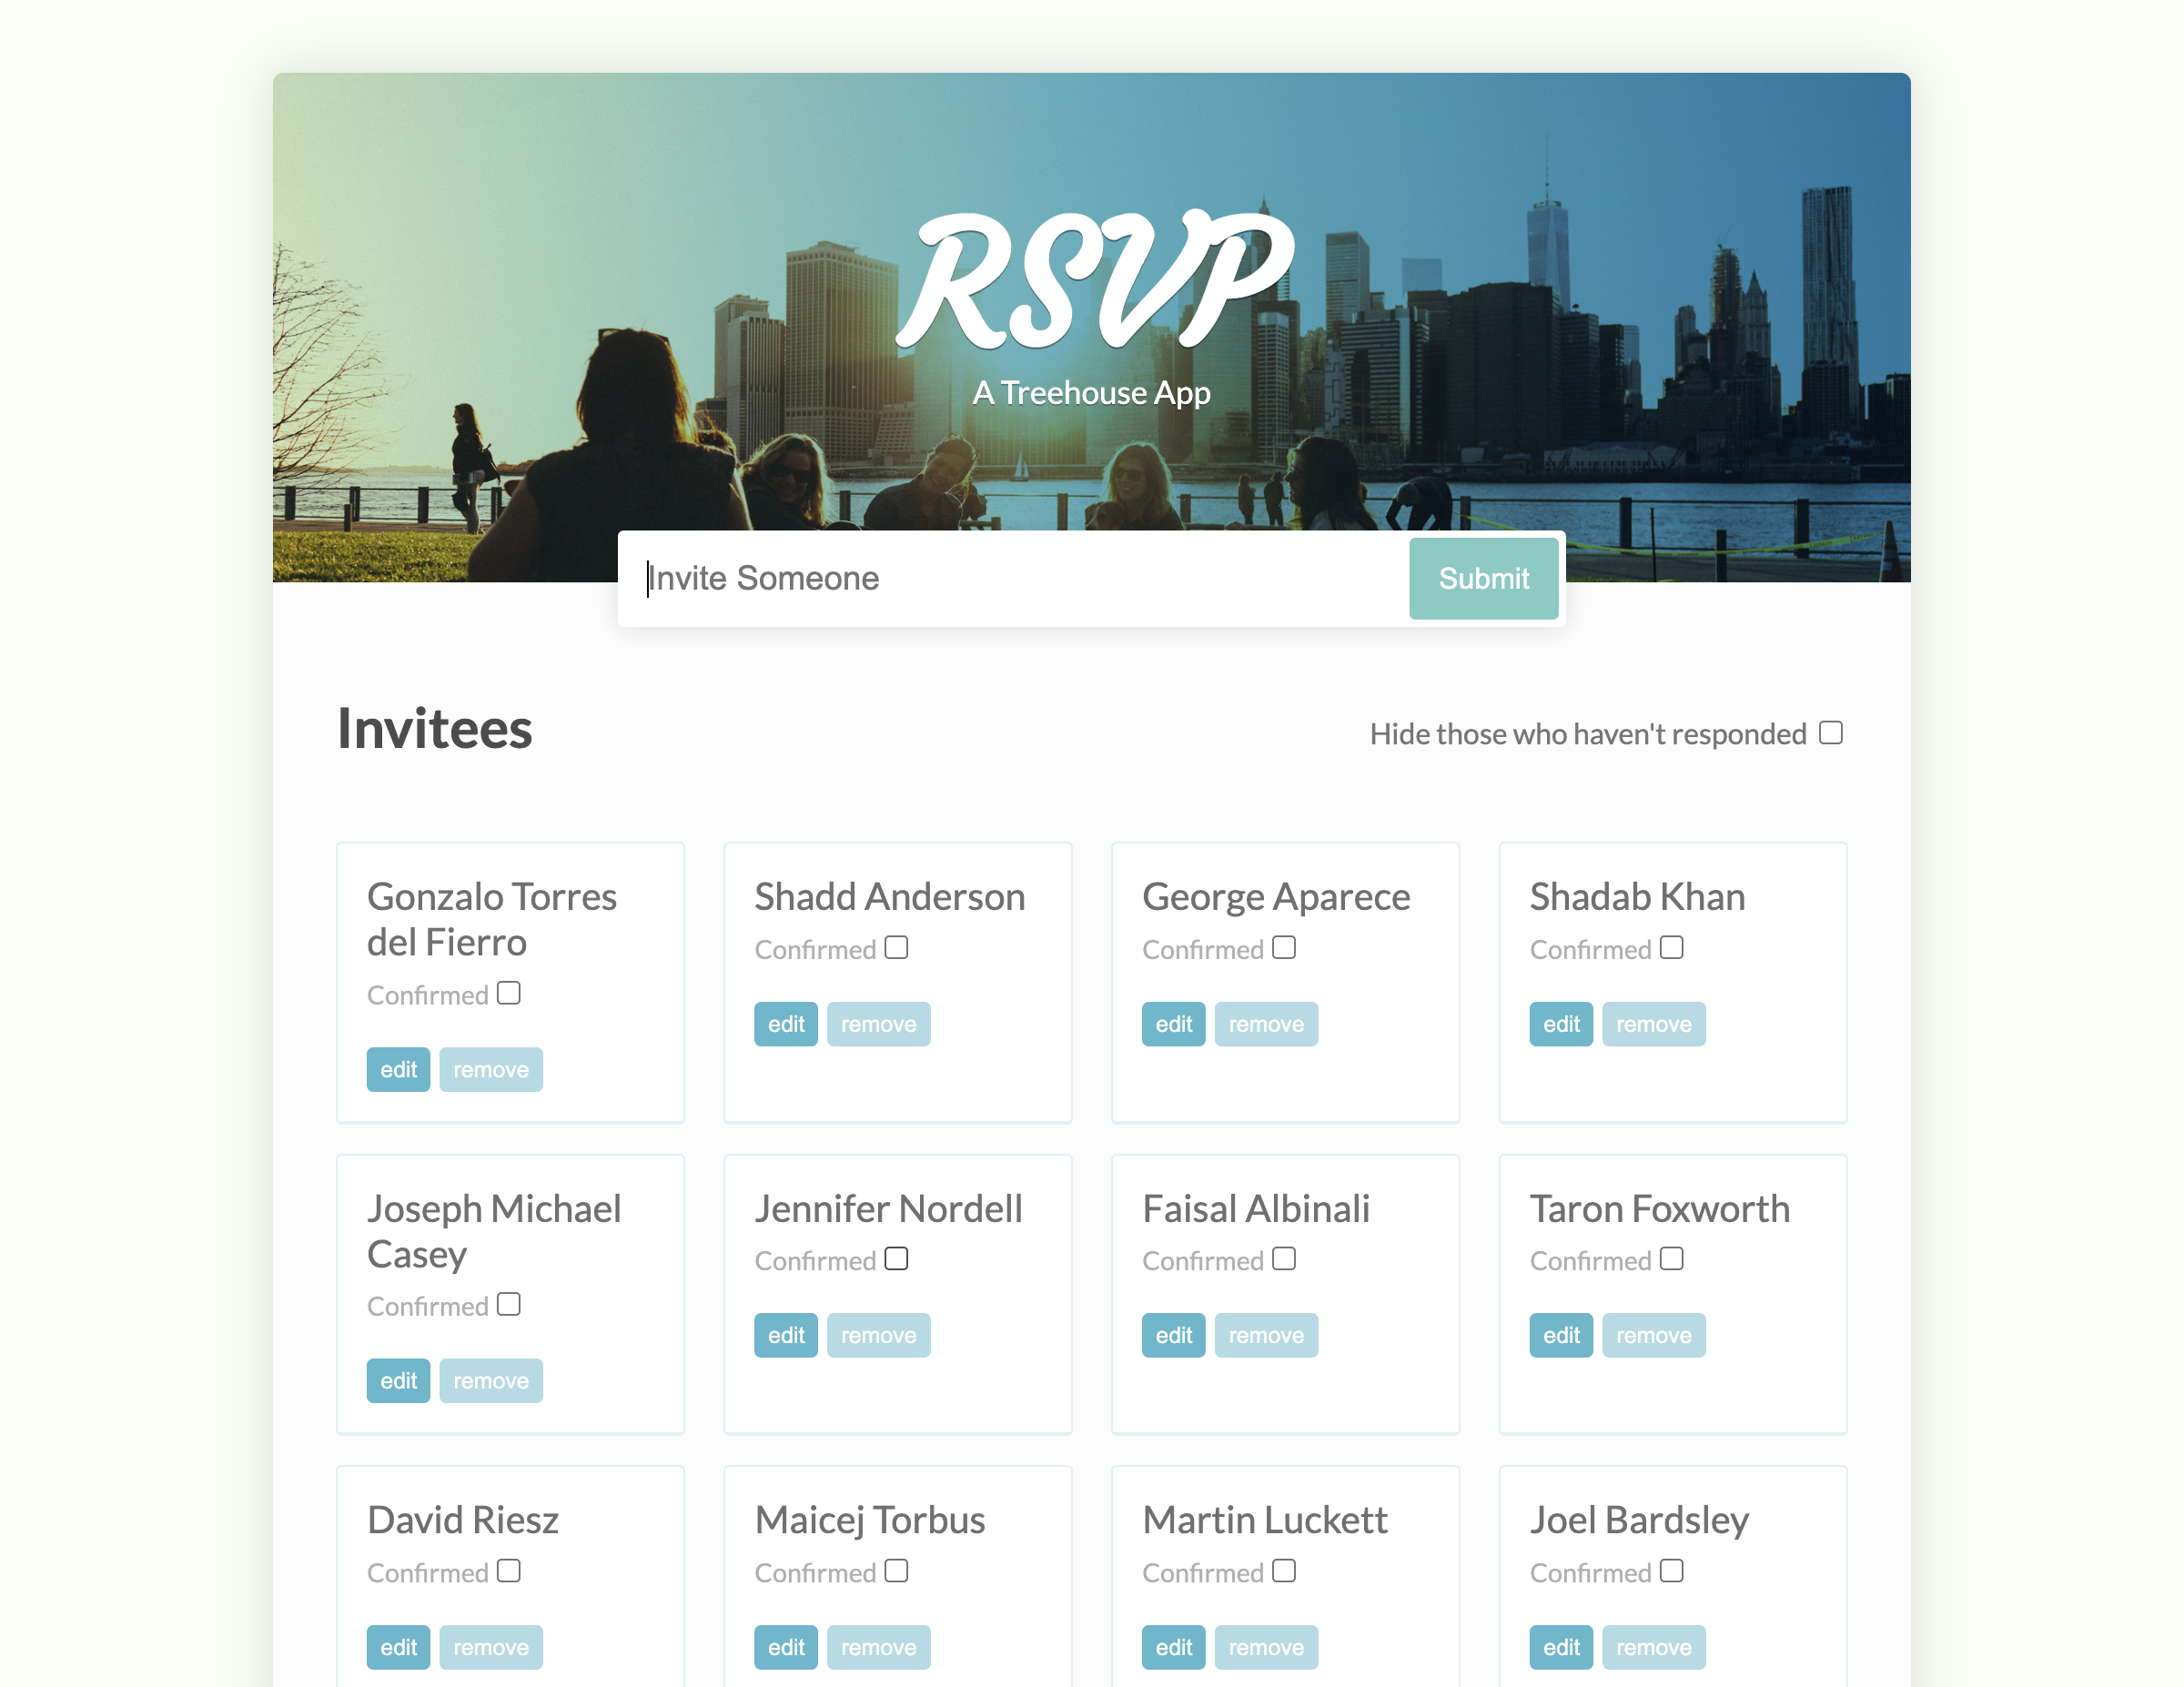 RSVP
A Treehouse App
Invite Someone
Submit
Invitees
Hide those who haven't responded
Gonzalo Torres
del Fierro
Confirmed
edit remove
Shadd Anderson
Confirmed
edit remove
George Aparece
Confirmed
edit remove
Shadab Khan
Confirmed
edit remove
Joseph Michael
Casey
Confirmed
edit remove
Jennifer Nordell
Confirmed
edit remove
Faisal Albinali
Confirmed
edit remove
Taron Foxworth
Confirmed
edit remove
David Riesz
Confirmed
edit remove
Maicej Torbus
Confirmed
edit remove
Martin Luckett
Confirmed
edit remove
Joel Bardsley
Confirmed
edit remove